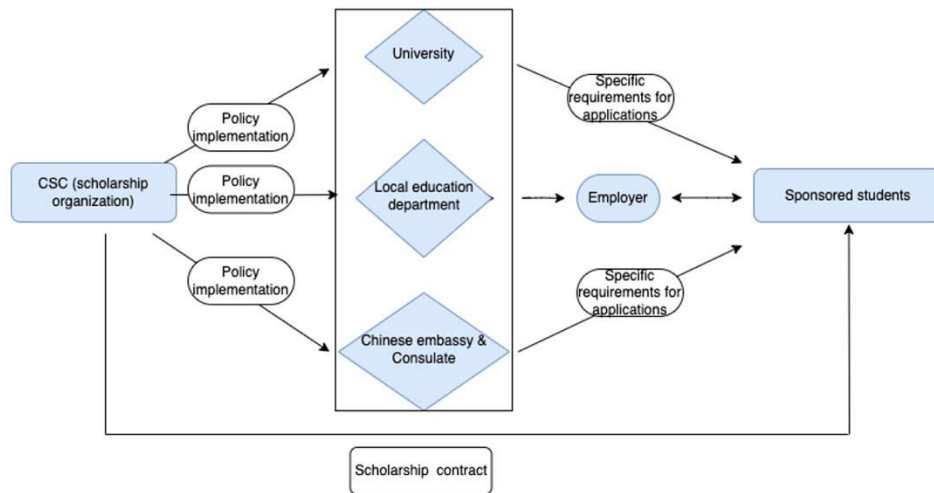 University
Specific
requirements for
applications
Policy
implementation
CSC (scholarship
organization)
Policy
implementation
Local education
department
Employer
Sponsored students
Policy
implementation
Specific
requirements for
applications
Chinese embassy &
Consulate
Scholarship contract